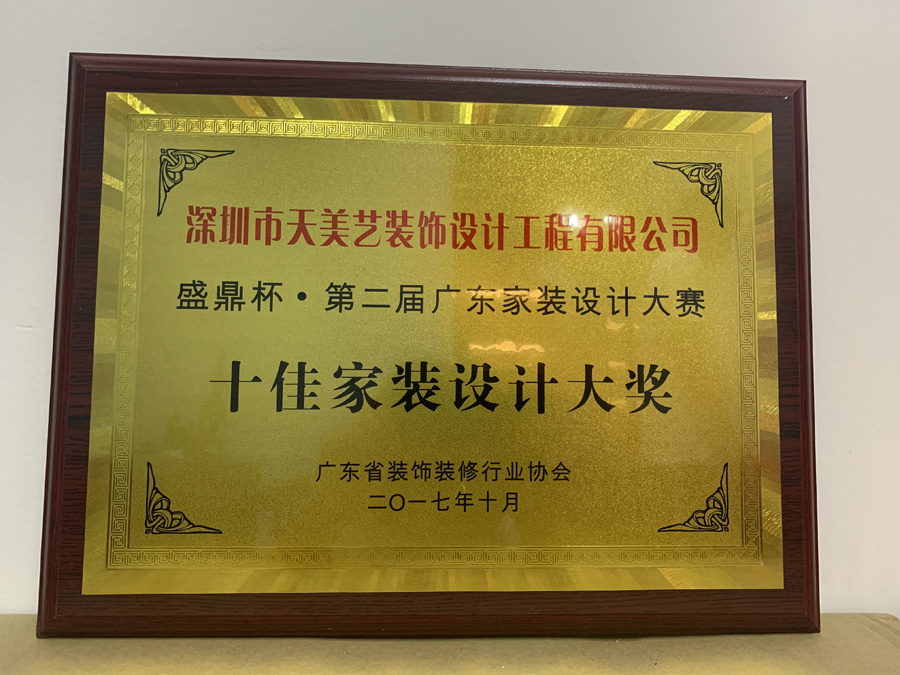 深圳市天美艺装饰设计工程有限公司
盛鼎杯·第二届广东家装设计大赛
十佳家装设计大奖
广东省装饰装修行业协会
二〇一七年十月